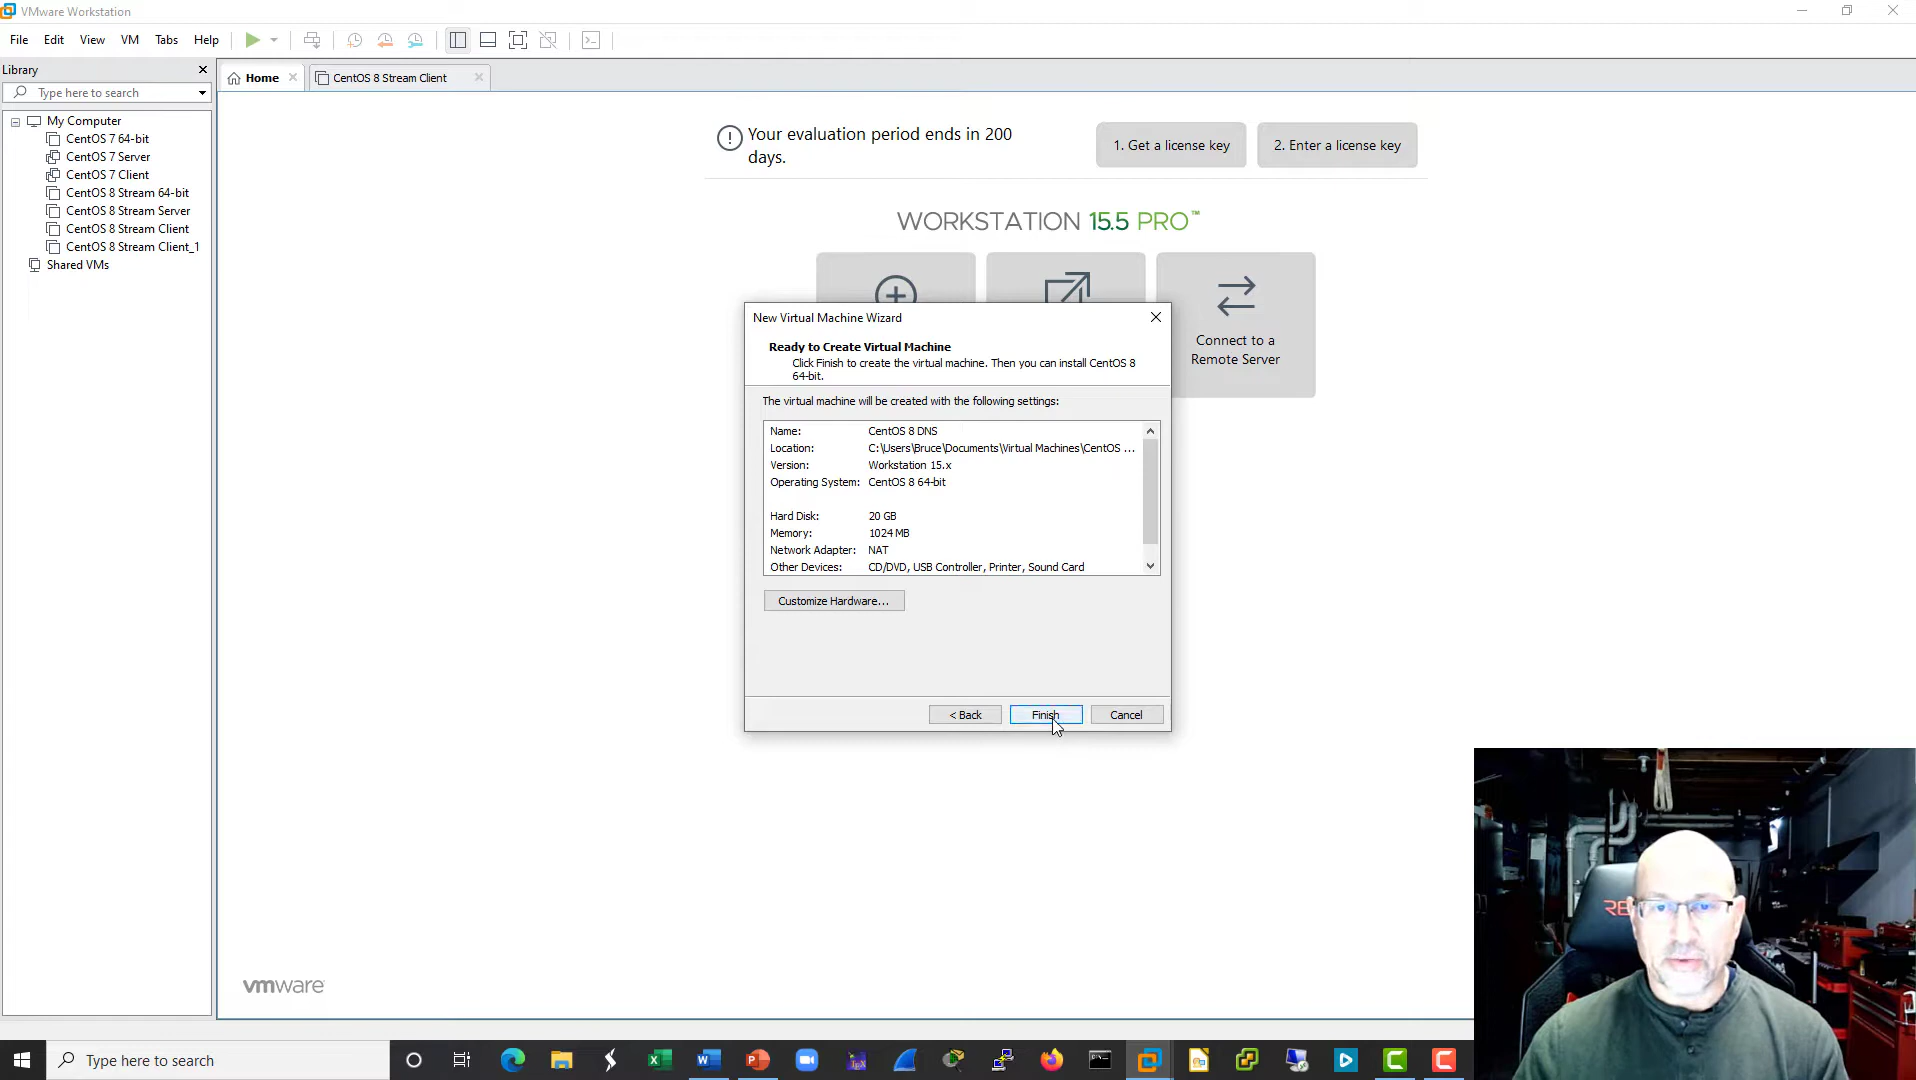 VMware Workstation
File Edit View VM Tabs Help
Library
Type here to search
Home
CentOS 8 Stream Client
My Computer
CentOS 7 64-bit
CentOS 7 Server
CentOS 7 Client
CentOS 8 Stream 64-bit
CentOS 8 Stream Server
CentOS 8 Stream Client
CentOS 8 Stream Client_1
Shared VMs
Your evaluation period ends in 200
days.
1. Get a license key
2. Enter a license key
WORKSTATION 15.5 PRO™
Connect to a
Remote Server
New Virtual Machine Wizard
Ready to Create Virtual Machine
Click Finish to create the virtual machine. Then you can install CentOS 8
64-bit.
The virtual machine will be created with the following settings:
Name: CentOS 8 DNS
Location: C:\Users\Bruce\Documents\Virtual Machines\CentOS ...
Version: Workstation 15.x
Operating System: CentOS 8 64-bit
Hard Disk: 20 GB
Memory: 1024 MB
Network Adapter: NAT
Other Devices: CD/DVD, USB Controller, Printer, Sound Card
Customize Hardware...
< Back
Finish
Cancel
vmware
Type here to search